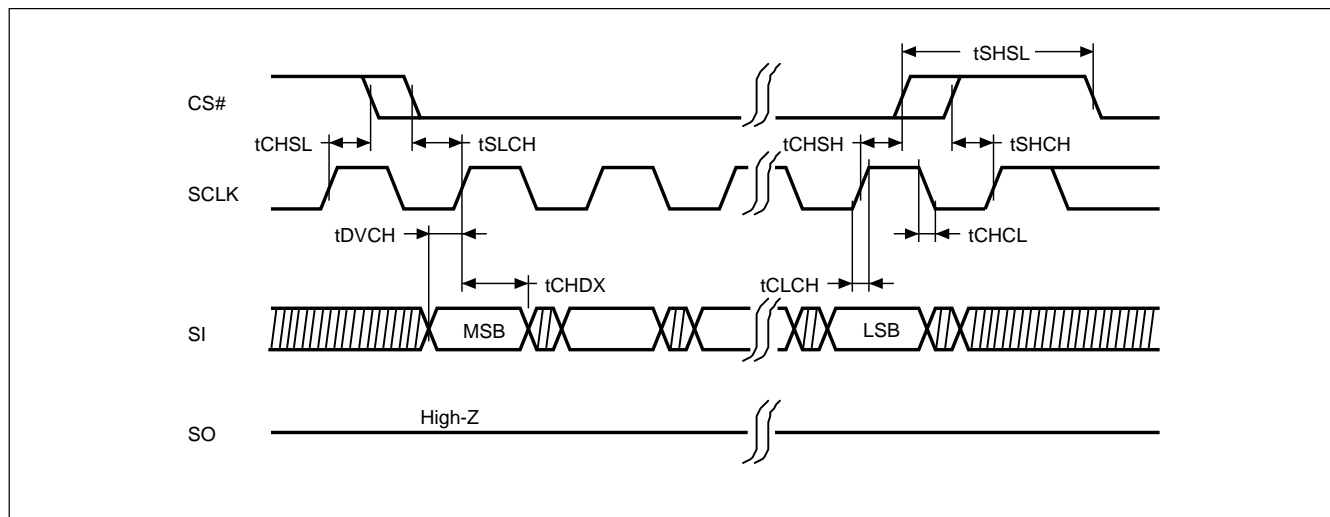 tSHSL
CS#
tCHSL
tSLCH
tCHSH
tSHCH
SCLK
tDVCH
tCHCL
tCHDX
tCLCH
SI
MSB
LSB
High-Z
SO